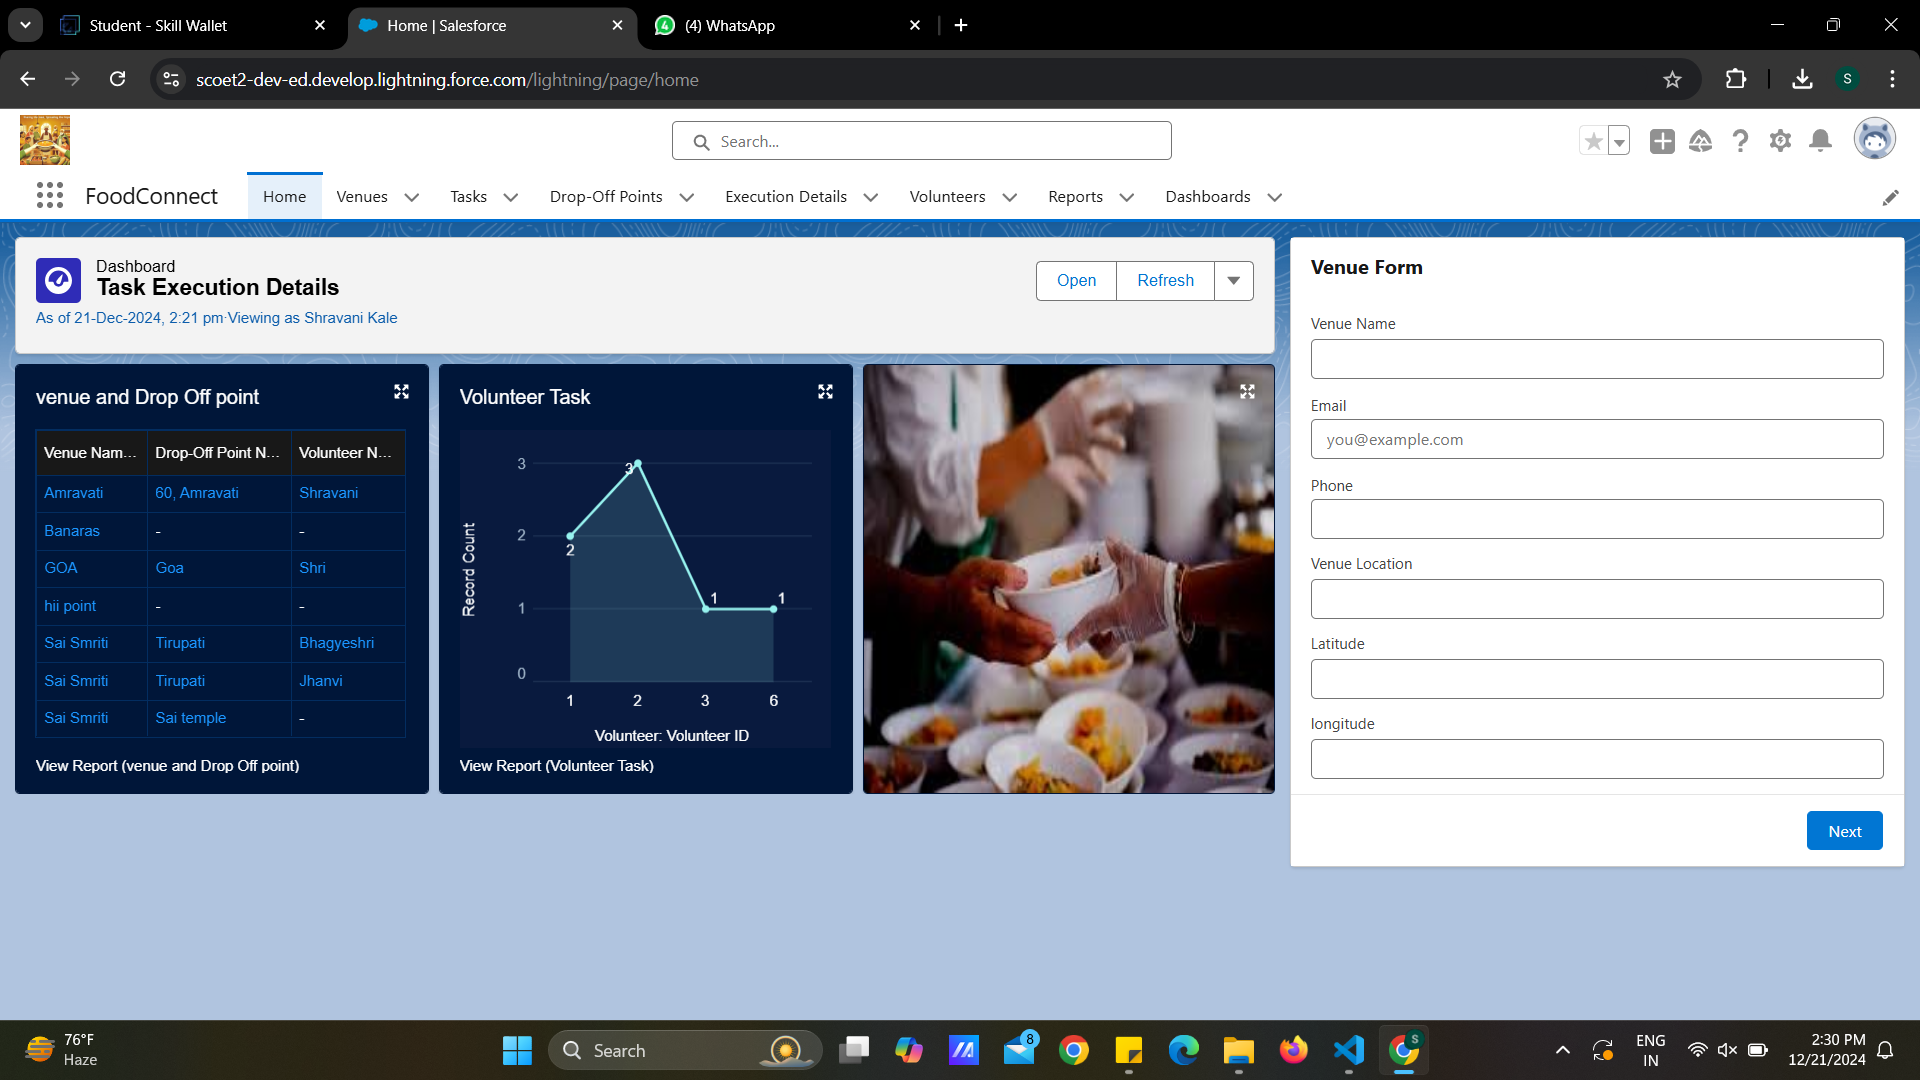 Student - Skill Wallet
Home | Salesforce
4
(4) WhatsApp
scoet2-dev-ed.develop.lightning.force.com/lightning/page/home
S
Search...
FoodConnect
Home
Venues
Tasks
Drop-Off Points
Execution Details
Volunteers
Reports
Dashboards
Dashboard
Task Execution Details
As of 21-Dec-2024, 2:21 pm·Viewing as Shravani Kale
Open
Refresh
venue and Drop Off point
Venue Nam...
Drop-Off Point N...
Volunteer N...
Amravati
60, Amravati
Shravani
Banaras
-
-
GOA
Goa
Shri
hii point
-
-
Sai Smriti
Tirupati
Bhagyeshri
Sai Smriti
Tirupati
Jhanvi
Sai Smriti
Sai temple
-
View Report (venue and Drop Off point)
Volunteer Task
Record Count
3
2
1
0
2
3
1
1
1
2
3
6
Volunteer: Volunteer ID
View Report (Volunteer Task)
Venue Form
Venue Name
Email
you@example.com
Phone
Venue Location
Latitude
longitude
Next
76°F
Haze
Search
8
S
ENG
IN
2:30 PM
12/21/2024